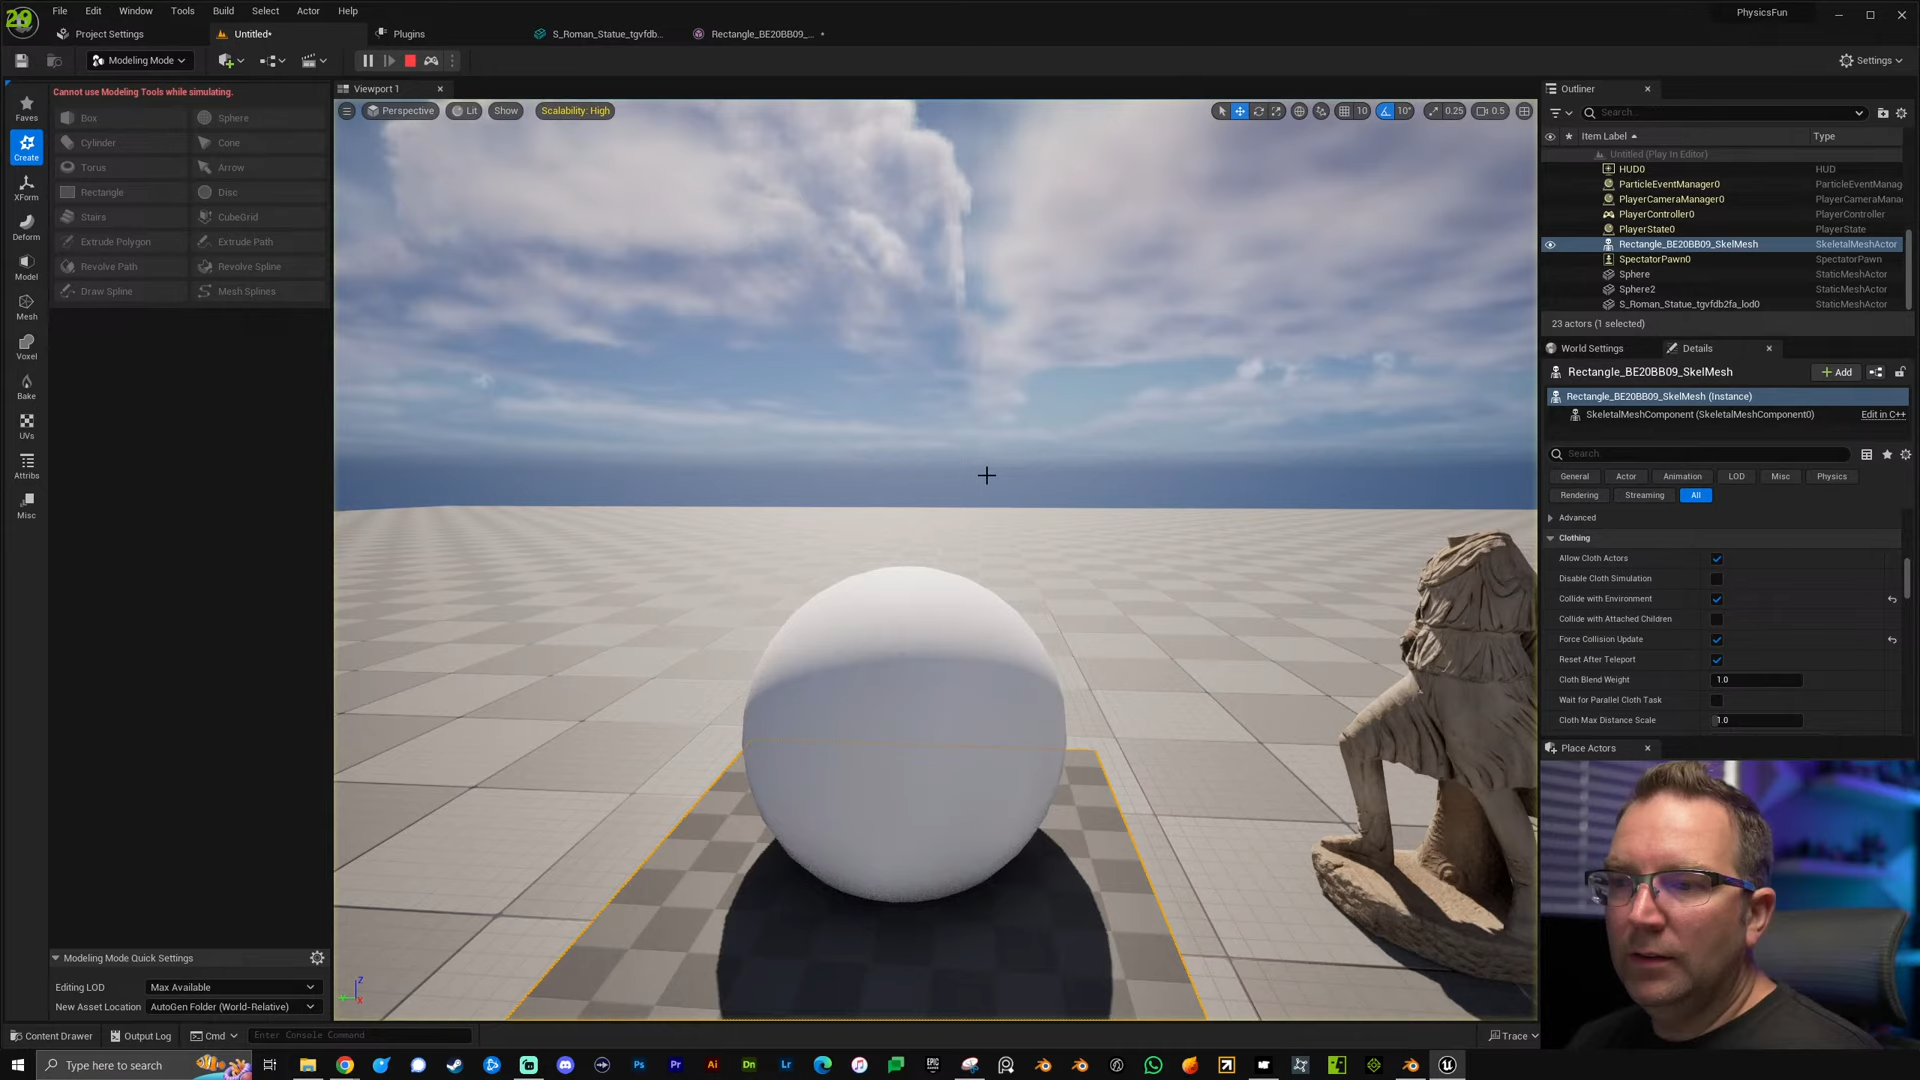 File Edit Window Tools Build Select Actor Help
PhysicsFun
Project Settings Untitled• Plugins S_Roman_Statue_tgvfdb... Rectangle_BE20BB09_... •
Modeling Mode
Settings
Cannot use Modeling Tools while simulating.
Faves
Create
XForm
Deform
Model
Mesh
Voxel
Bake
UVs
Attribs
Misc
Box Sphere
Cylinder Cone
Torus Arrow
Rectangle Disc
Stairs CubeGrid
Extrude Polygon Extrude Path
Revolve Path Revolve Spline
Draw Spline Mesh Splines
Modeling Mode Quick Settings
Editing LOD Max Available
New Asset Location AutoGen Folder (World-Relative)
Viewport 1
Perspective Lit Show Scalability: High
10 10° 0.25 0.5
Z
X
Outliner
Search...
Item Label Type
Untitled (Play In Editor)
HUD0 HUD
ParticleEventManager0 ParticleEventManag
PlayerCameraManager0 PlayerCameraMana
PlayerController0 PlayerController
PlayerState0 PlayerState
Rectangle_BE20BB09_SkelMesh SkeletalMeshActor
SpectatorPawn0 SpectatorPawn
Sphere StaticMeshActor
Sphere2 StaticMeshActor
S_Roman_Statue_tgvfdb2fa_lod0 StaticMeshActor
23 actors (1 selected)
World Settings Details
Rectangle_BE20BB09_SkelMesh Add
Rectangle_BE20BB09_SkelMesh (Instance)
SkeletalMeshComponent (SkeletalMeshComponent0) Edit in C++
Search
General Actor Animation LOD Misc Physics
Rendering Streaming All
Advanced
Clothing
Allow Cloth Actors
Disable Cloth Simulation
Collide with Environment
Collide with Attached Children
Force Collision Update
Reset After Teleport
Cloth Blend Weight 1.0
Wait for Parallel Cloth Task
Cloth Max Distance Scale 1.0
Place Actors
Content Drawer Output Log Cmd Enter Console Command
Trace
Type here to search
Ps Pr Ai Dn Lr
EPIC GAMES